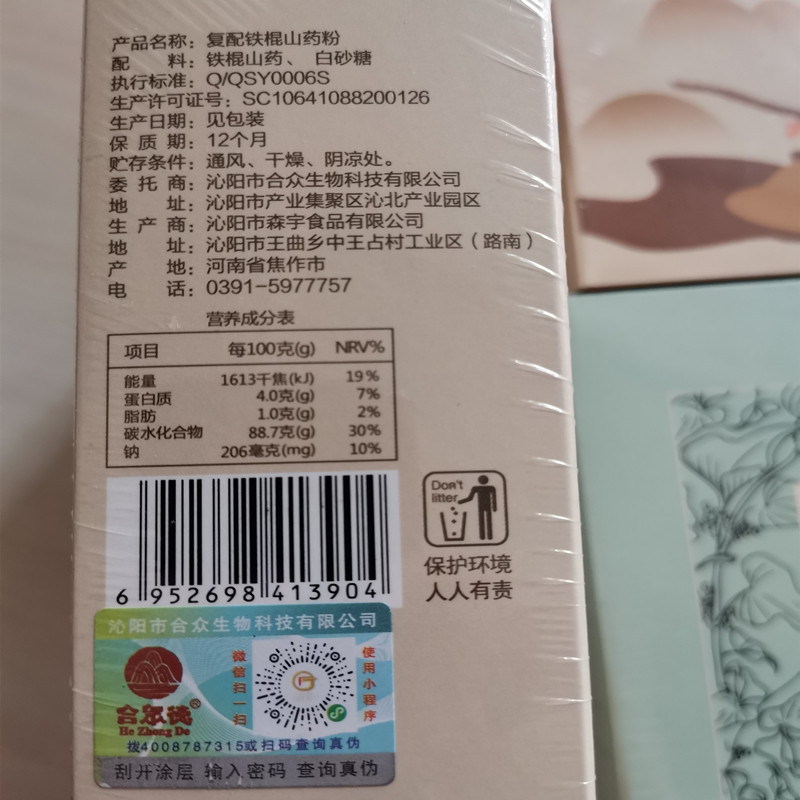 产品名称：复配铁棍山药粉
配 料：铁棍山药、 白砂糖
执行标准：Q/QSY0006S
生产许可证号：SC10641088200126
生产日期：见包装
保 质 期：12个月
贮存条件：通风、干燥、阴凉处。
委 托 商：沁阳市合众生物科技有限公司
地 址：沁阳市产业集聚区沁北产业园区
生 产 商：沁阳市森宇食品有限公司
地 址：沁阳市王曲乡中王占村工业区（路南）
产 地：河南省焦作市
电 话：0391-5977757
营养成分表
项目 每100克(g) NRV%
能量 1613千焦(kJ) 19%
蛋白质 4.0克(g) 7%
脂肪 1.0克(g) 2%
碳水化合物 88.7克(g) 30%
钠 206毫克(mg) 10%
Don't
litter
保护环境
人人有责
6 952698 413904
沁阳市合众生物科技有限公司
微信扫一扫
使用小程序
合众德®
He Zhong De
拨4008787315或扫码查询真伪
刮开涂层 输入密码 查询真伪